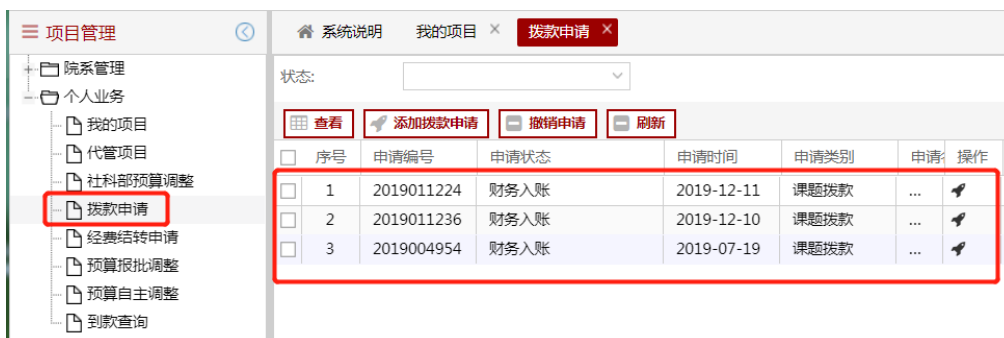 项目管理
院系管理
个人业务
我的项目
代管项目
社科部预算调整
拨款申请
经费结转申请
预算报批调整
预算自主调整
到款查询
系统说明 我的项目 × 拨款申请 ×
状态:
查看 添加拨款申请 撤销申请 刷新
序号 申请编号 申请状态 申请时间 申请类别 申请 操作
1 2019011224 财务入账 2019-12-11 课题拨款 ...
2 2019011236 财务入账 2019-12-10 课题拨款 ...
3 2019004954 财务入账 2019-07-19 课题拨款 ...